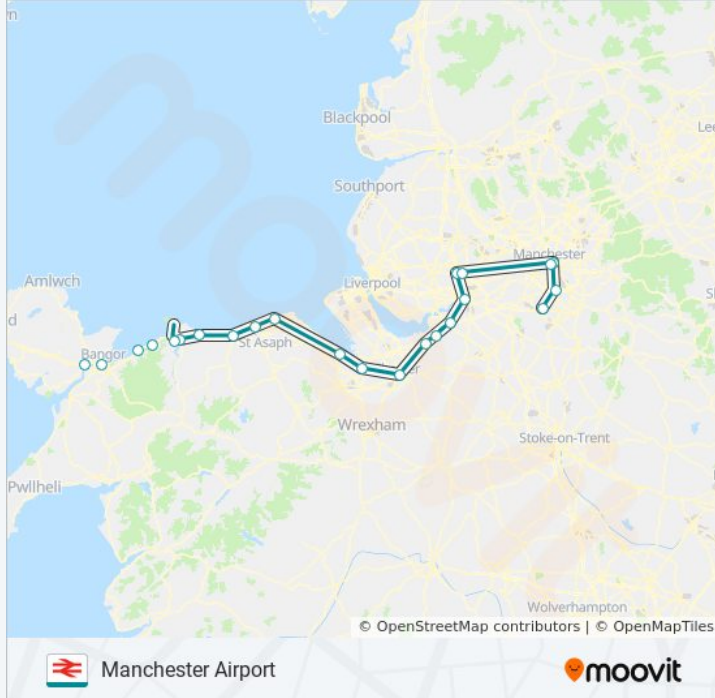 Blackpool
Southport
Manchester
Amlwch
Liverpool
Bangor
St Asaph
Wrexham
Stoke-on-Trent
Pwllheli
Wolverhampton
© OpenStreetMap contributors | © OpenMapTiles
Manchester Airport
moovit